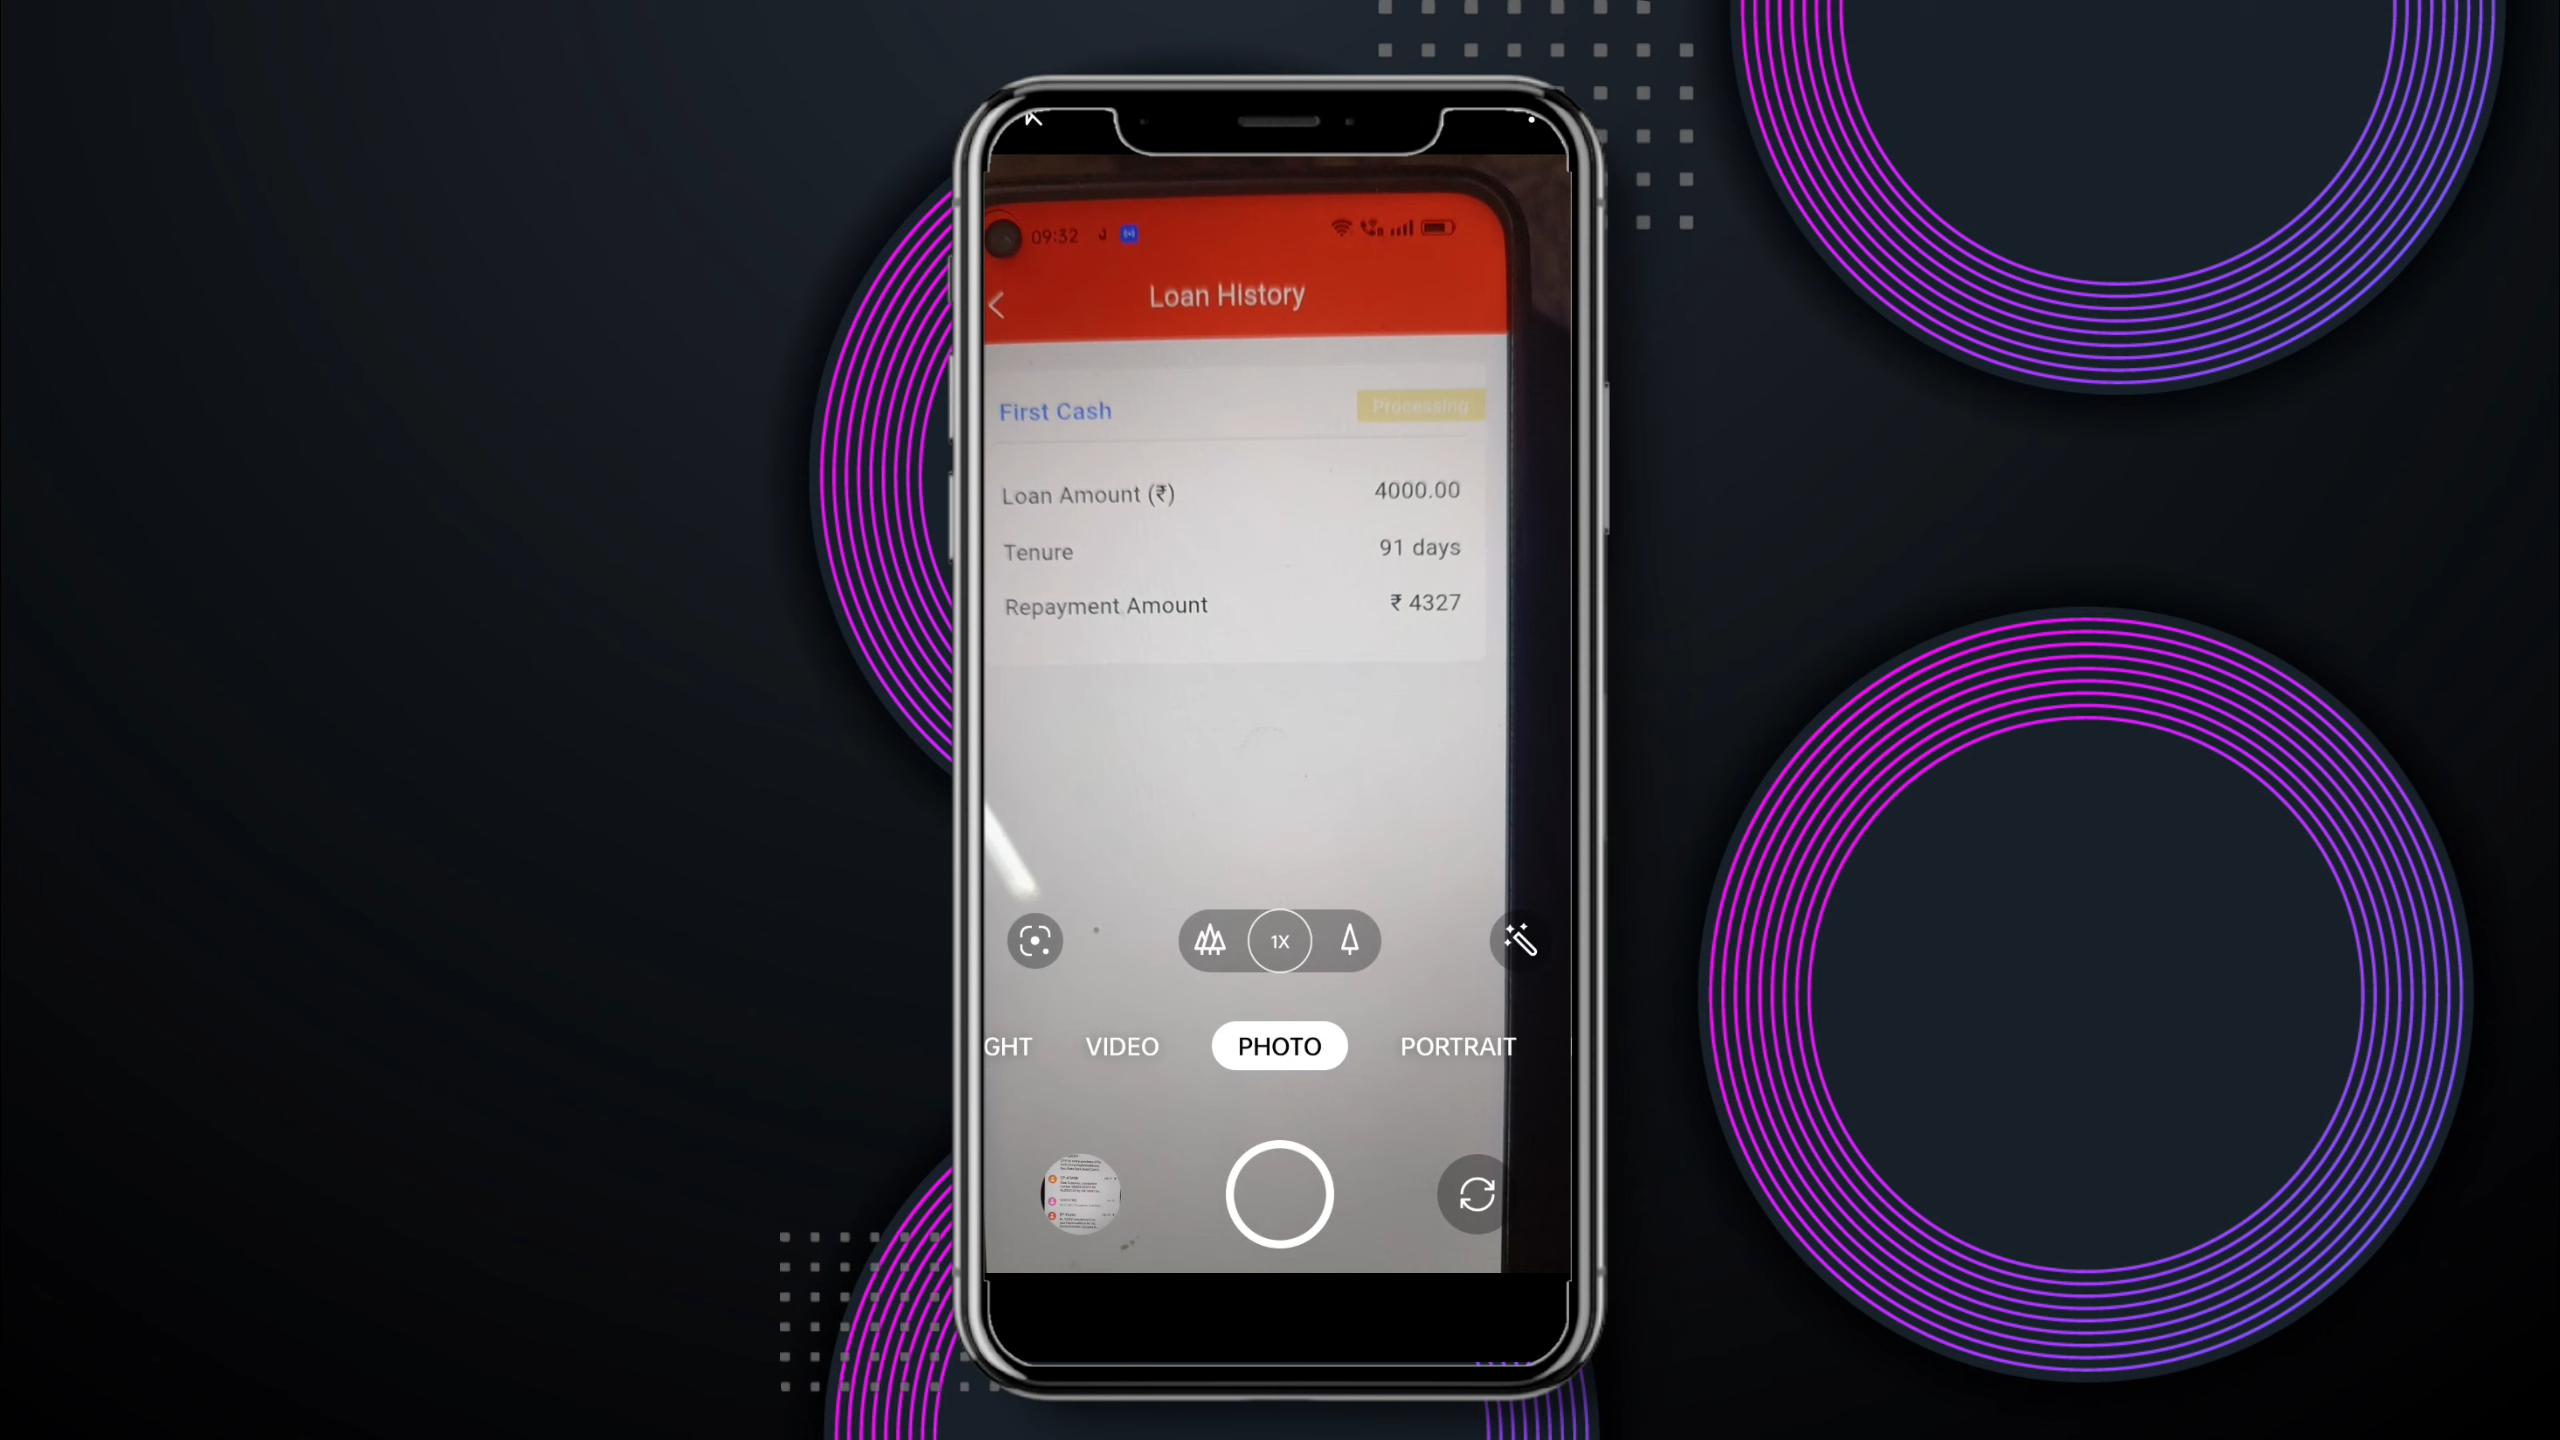 09:32
Loan History
First Cash
Processing
Loan Amount (₹) 4000.00
Tenure 91 days
Repayment Amount ₹ 4327
1X
GHT VIDEO PHOTO PORTRAIT